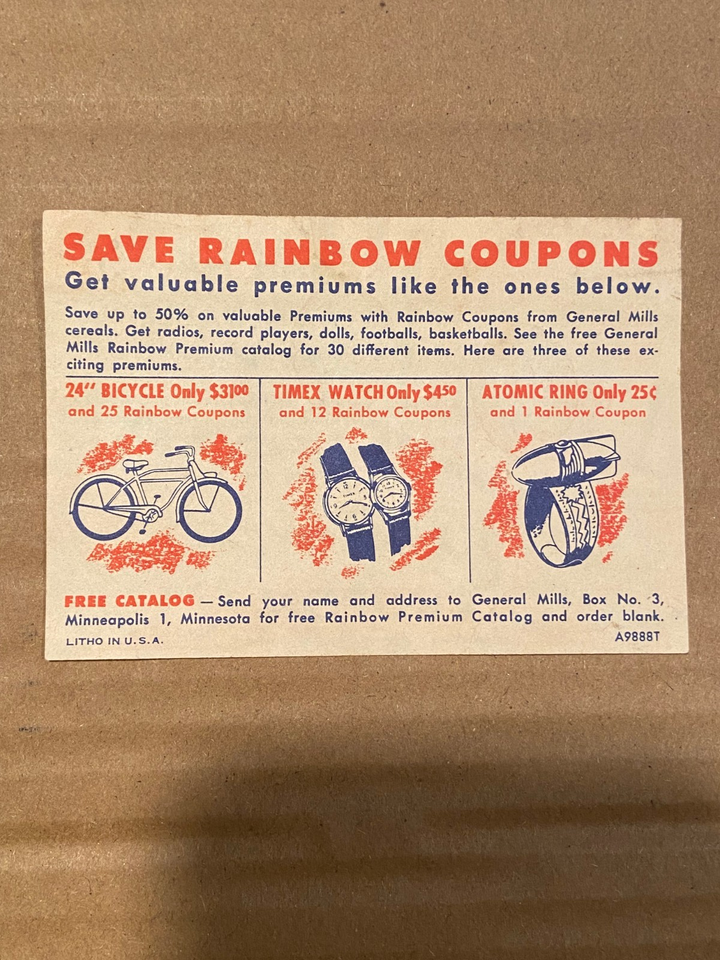 SAVE RAINBOW COUPONS
Get valuable premiums like the ones below.
Save up to 50% on valuable Premiums with Rainbow Coupons from General Mills
cereals. Get radios, record players, dolls, footballs, basketballs. See the free General
Mills Rainbow Premium catalog for 30 different items. Here are three of these ex-
citing premiums.
24" BICYCLE Only $3100
and 25 Rainbow Coupons
TIMEX WATCH Only $450
and 12 Rainbow Coupons
ATOMIC RING Only 25¢
and 1 Rainbow Coupon
FREE CATALOG — Send your name and address to General Mills, Box No. 3,
Minneapolis 1, Minnesota for free Rainbow Premium Catalog and order blank.
LITHO IN U.S.A.
A9888T